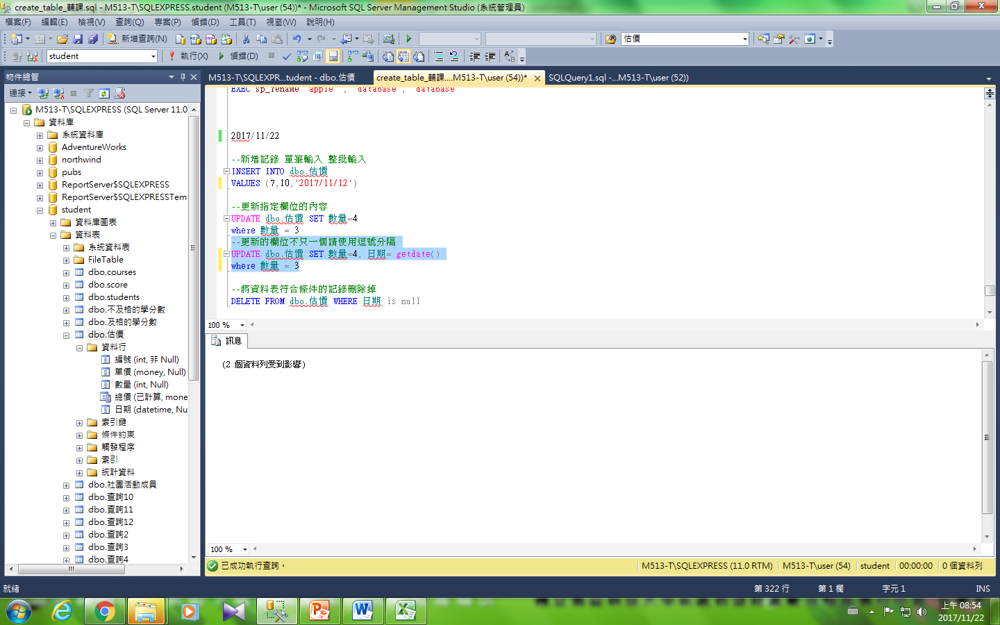 create_table_輔課.sql - M513-T\SQLEXPRESS.student (M513-T\user (54))* - Microsoft SQL Server Management Studio (系統管理員)
檔案(F) 編輯(E) 檢視(V) 查詢(Q) 專案(P) 偵錯(D) 工具(T) 視窗(W) 說明(H)
新增查詢(N) 估價
student 執行(X) 偵錯(D)
物件總管
連接
M513-T\SQLEXPRESS (SQL Server 11.0
資料庫
系統資料庫
AdventureWorks
northwind
pubs
ReportServer$SQLEXPRESS
ReportServer$SQLEXPRESSTem
student
資料庫圖表
資料表
系統資料表
FileTable
dbo.courses
dbo.score
dbo.students
dbo.不及格的學分數
dbo.及格的學分數
dbo.估價
資料行
編號 (int, 非 Null)
單價 (money, Null)
數量 (int, Null)
總價 (已計算, mone
日期 (datetime, Nu
索引鍵
條件約束
觸發程序
索引
統計資料
dbo.社團活動成員
dbo.查詢10
dbo.查詢11
dbo.查詢12
dbo.查詢2
dbo.查詢3
dbo.查詢4
M513-T\SQLEXPR...tudent - dbo.估價 create_table_輔課....M513-T\user (54))* SQLQuery1.sql -...M513-T\user (52))
EXEC sp_rename 'apple', 'database', 'database'
2017/11/22
--新增記錄 單筆輸入 整批輸入
INSERT INTO dbo.估價
VALUES (7,10,'2017/11/12')
--更新指定欄位的內容
UPDATE dbo.估價 SET 數量=4
where 數量 = 3
--更新的欄位不只一個請使用逗號分隔
UPDATE dbo.估價 SET 數量=4, 日期= getdate()
where 數量 = 3
--將資料表符合條件的記錄刪除掉
DELETE FROM dbo.估價 WHERE 日期 is null
100 %
訊息
(2 個資料列受到影響)
100 %
已成功執行查詢。 M513-T\SQLEXPRESS (11.0 RTM) M513-T\user (54) student 00:00:00 0 個資料列
就緒 第 322 行 第 1 欄 字元 1 INS
上午 08:54
2017/11/22